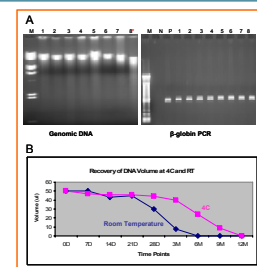 A
M 1 2 3 4 5 6 7 8*
M N P 1 2 3 4 5 6 7 8
Genomic DNA
β-globin PCR
B
Recovery of DNA Volume at 4C and RT
Volume (ul)
60
50
40
30
20
10
0
4C
Room Temperature
0D 7D 14D 21D 28D 3M 6M 9M 12M
Time Points